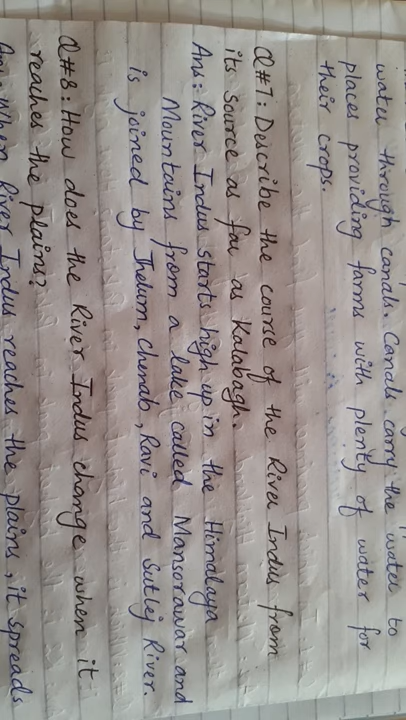 water through canals. Canals carry the water to
places providing farms with plenty of water for
their crops.
Q#7: Describe the course of the River Indus from
its source as far as Kalabagh.
Ans: River Indus starts high up in the Himalaya
Mountains from a lake called Mansorawar and
is joined by Jhelum, chenab, Ravi and Sutlej River.
Q#8: How does the River Indus change when it
reaches the plains?
Ans: When River Indus reaches the plains, it spreads